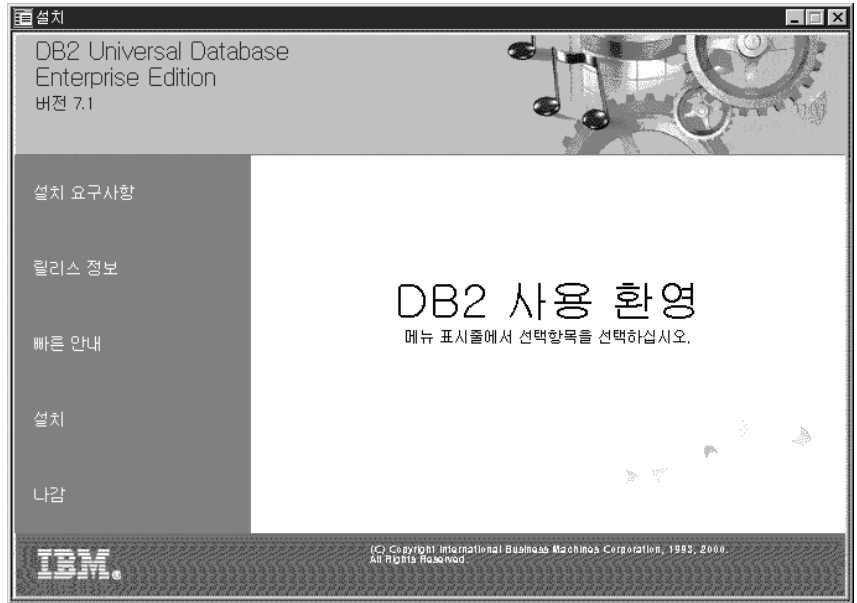 설치
DB2 Universal Database
Enterprise Edition
버전 7.1
설치 요구사항
릴리스 정보
빠른 안내
설치
나감
DB2 사용 환영
메뉴 표시줄에서 선택항목을 선택하십시오.
IBM.
(C) Copyright International Business Machines Corporation, 1993, 2000.
All Rights Reserved.